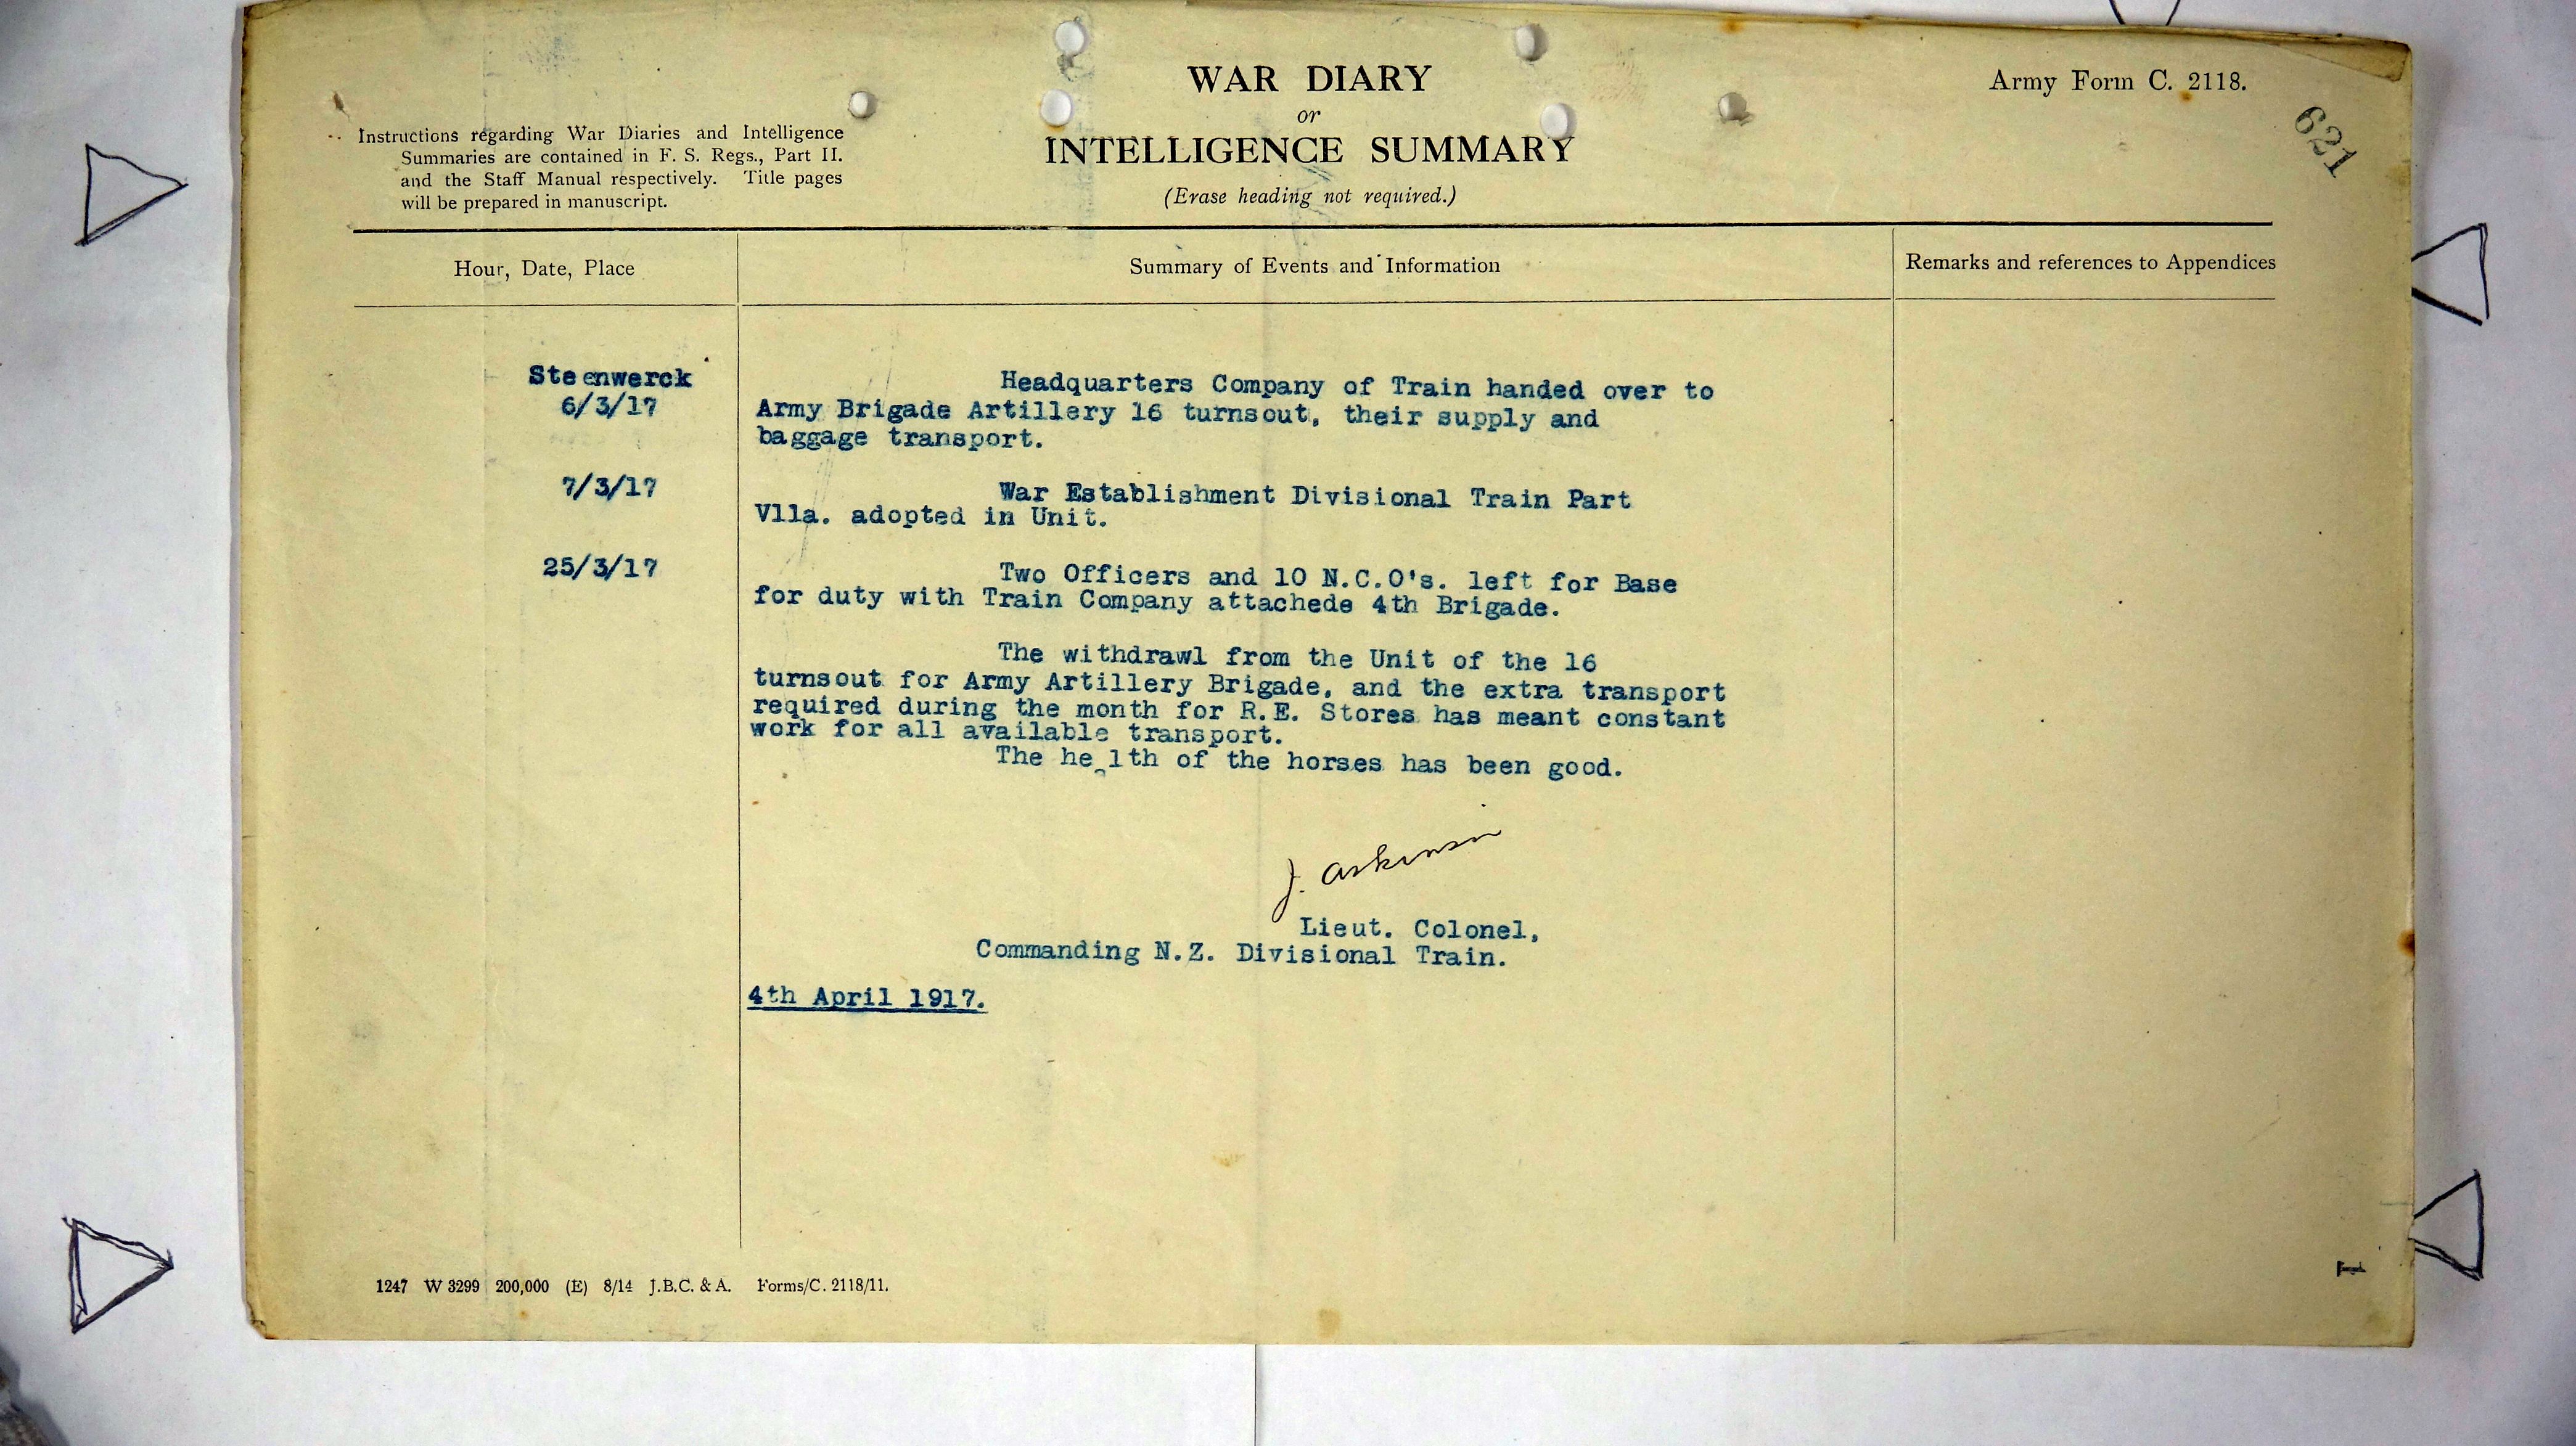 WAR DIARY
or
INTELLIGENCE SUMMARY
(Erase heading not required.)
Army Form C. 2118.
621
Instructions regarding War Diaries and Intelligence
Summaries are contained in F. S. Regs., Part II.
and the Staff Manual respectively. Title pages
will be prepared in manuscript.
Hour, Date, Place
Summary of Events and Information
Remarks and references to Appendices
Steenwerck
6/3/17
Headquarters Company of Train handed over to
Army Brigade Artillery 16 turnsout, their supply and
baggage transport.
7/3/17
War Establishment Divisional Train Part
V11a. adopted in Unit.
25/3/17
Two Officers and 10 N.C.O's. left for Base
for duty with Train Company attachede 4th Brigade.
The withdrawl from the Unit of the 16
turnsout for Army Artillery Brigade, and the extra transport
required during the month for R.E. Stores has meant constant
work for all available transport.
The he lth of the horses has been good.
J. Askinson
Lieut. Colonel,
Commanding N.Z. Divisional Train.
4th April 1917.
1247 W 3299 200,000 (E) 8/14 J.B.C. & A. Forms/C. 2118/11.
1